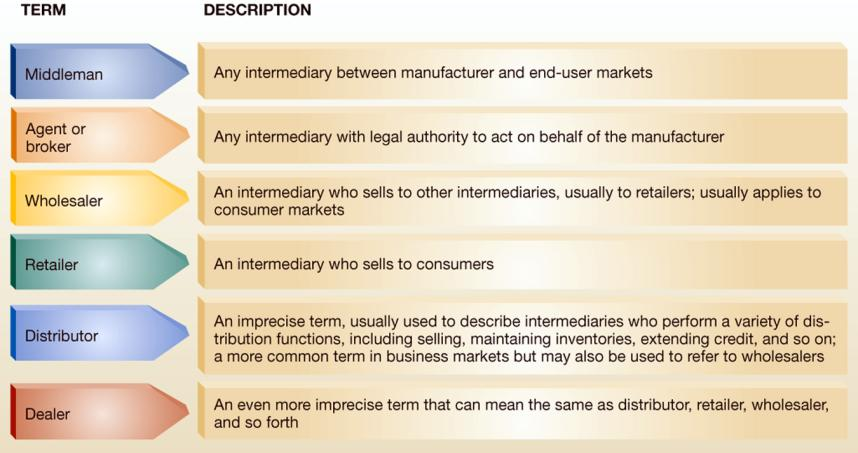 TERM
DESCRIPTION
Middleman
Any intermediary between manufacturer and end-user markets
Agent or
broker
Any intermediary with legal authority to act on behalf of the manufacturer
Wholesaler
An intermediary who sells to other intermediaries, usually to retailers; usually applies to
consumer markets
Retailer
An intermediary who sells to consumers
Distributor
An imprecise term, usually used to describe intermediaries who perform a variety of dis-
tribution functions, including selling, maintaining inventories, extending credit, and so on;
a more common term in business markets but may also be used to refer to wholesalers
Dealer
An even more imprecise term that can mean the same as distributor, retailer, wholesaler,
and so forth